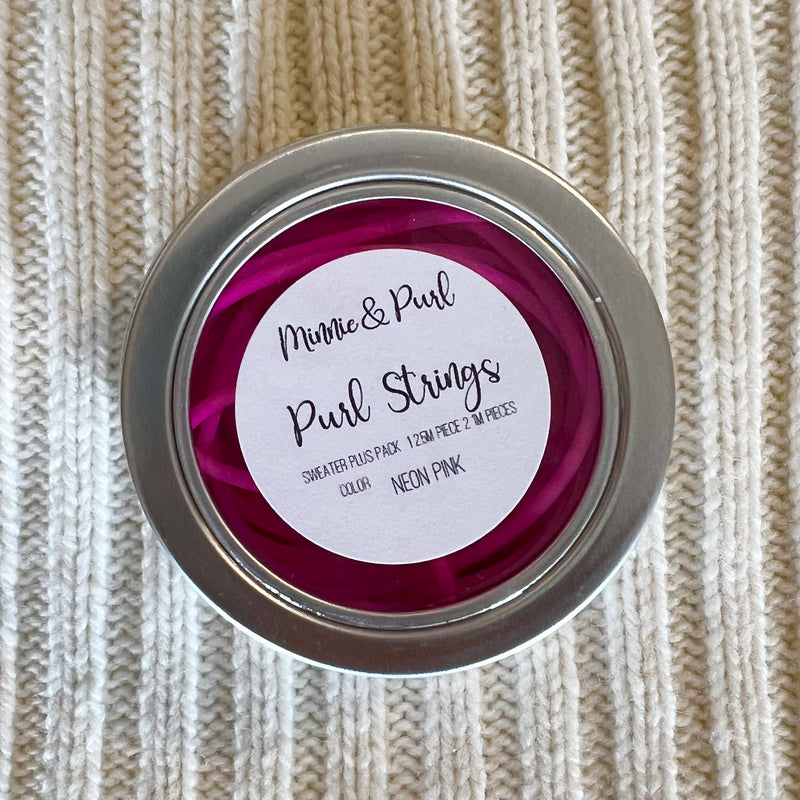 Minnie & Purl
Purl Strings
SWEATER PLUS PACK 1 2.5M PIECE 2 1M PIECES
COLOR NEON PINK